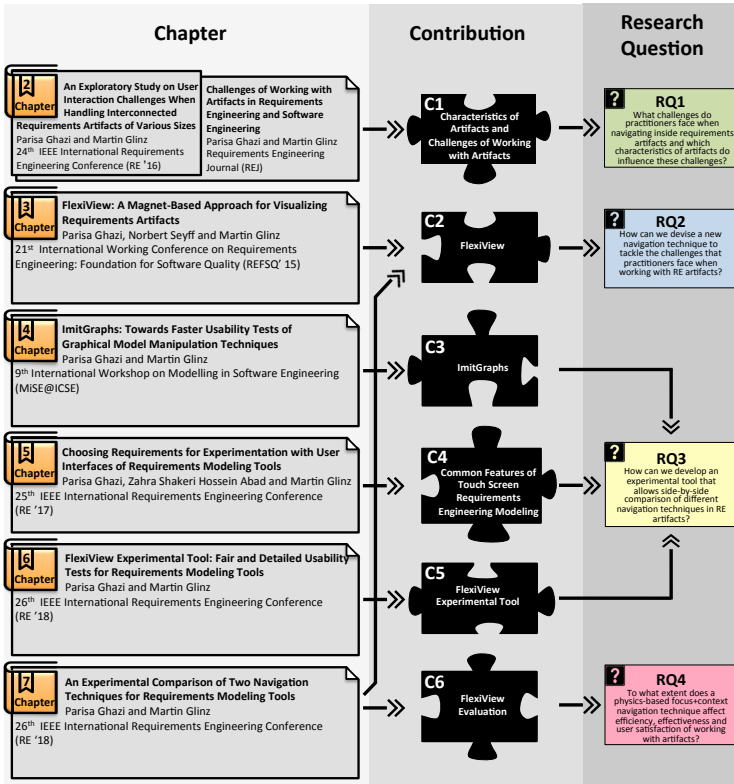 Chapter
Contribution
Research
Question
2
Chapter
An Exploratory Study on User
Interaction Challenges When
Handling Interconnected
Requirements Artifacts of Various Sizes
Parisa Ghazi and Martin Glinz
24th IEEE International Requirements
Engineering Conference (RE '16)
Challenges of Working with
Artifacts in Requirements
Engineering and Software
Engineering
Parisa Ghazi and Martin Glinz
Requirements Engineering
Journal (REJ)
C1
Characteristics of
Artifacts and
Challenges of Working
with Artifacts
?
RQ1
What challenges do
practitioners face when
navigating inside requirements
artifacts and which
characteristics of artifacts do
influence these challenges?
3
Chapter
FlexiView: A Magnet-Based Approach for Visualizing
Requirements Artifacts
Parisa Ghazi, Norbert Seyff and Martin Glinz
21st International Working Conference on Requirements
Engineering: Foundation for Software Quality (REFSQ' 15)
C2
FlexiView
?
RQ2
How can we devise a new
navigation technique to
tackle the challenges that
practitioners face when
working with RE artifacts?
4
Chapter
ImitGraphs: Towards Faster Usability Tests of
Graphical Model Manipulation Techniques
Parisa Ghazi and Martin Glinz
9th International Workshop on Modelling in Software Engineering
(MiSE@ICSE)
C3
ImitGraphs
5
Chapter
Choosing Requirements for Experimentation with User
Interfaces of Requirements Modeling Tools
Parisa Ghazi, Zahra Shakeri Hossein Abad and Martin Glinz
25th IEEE International Requirements Engineering Conference
(RE '17)
C4
Common Features of
Touch Screen
Requirements
Engineering Modeling
?
RQ3
How can we develop an
experimental tool that
allows side-by-side
comparison of different
navigation techniques in RE
artifacts?
6
Chapter
FlexiView Experimental Tool: Fair and Detailed Usability
Tests for Requirements Modeling Tools
Parisa Ghazi and Martin Glinz
26th IEEE International Requirements Engineering Conference
(RE '18)
C5
FlexiView
Experimental Tool
7
Chapter
An Experimental Comparison of Two Navigation
Techniques for Requirements Modeling Tools
Parisa Ghazi and Martin Glinz
26th IEEE International Requirements Engineering Conference
(RE '18)
C6
FlexiView
Evaluation
?
RQ4
To what extent does a
physics-based focus+context
navigation technique affect
efficiency, effectiveness and
user satisfaction of working
with artifacts?